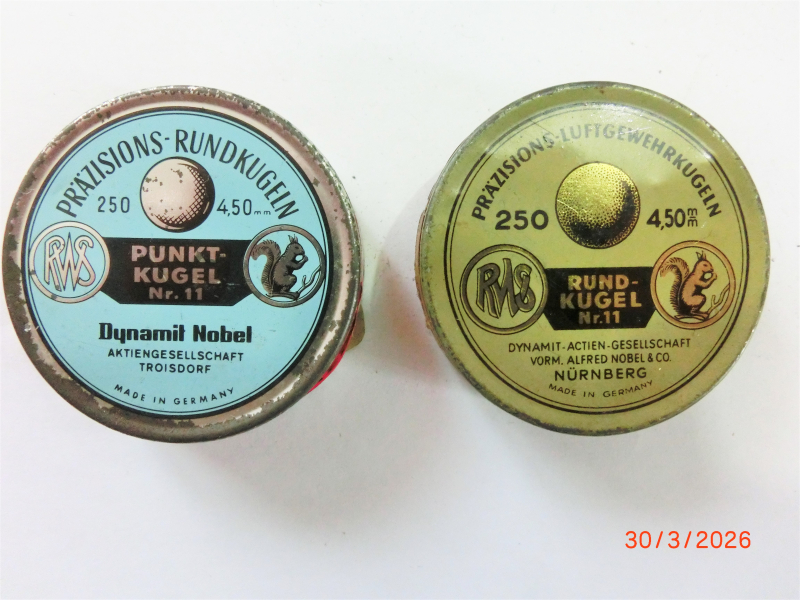 PRÄZISIONS-RUNDKUGELN
250 4,50 mm
RWS
PUNKT-
KUGEL
Nr. 11
Dynamit Nobel
AKTIENGESELLSCHAFT
TROISDORF
MADE IN GERMANY
PRÄZISIONS-LUFTGEWEHRKUGELN
250 4,50 mm
RWS
RUND-
KUGEL
Nr. 11
DYNAMIT-ACTIEN-GESELLSCHAFT
VORM. ALFRED NOBEL & CO.
NÜRNBERG
MADE IN GERMANY
30/3/2026